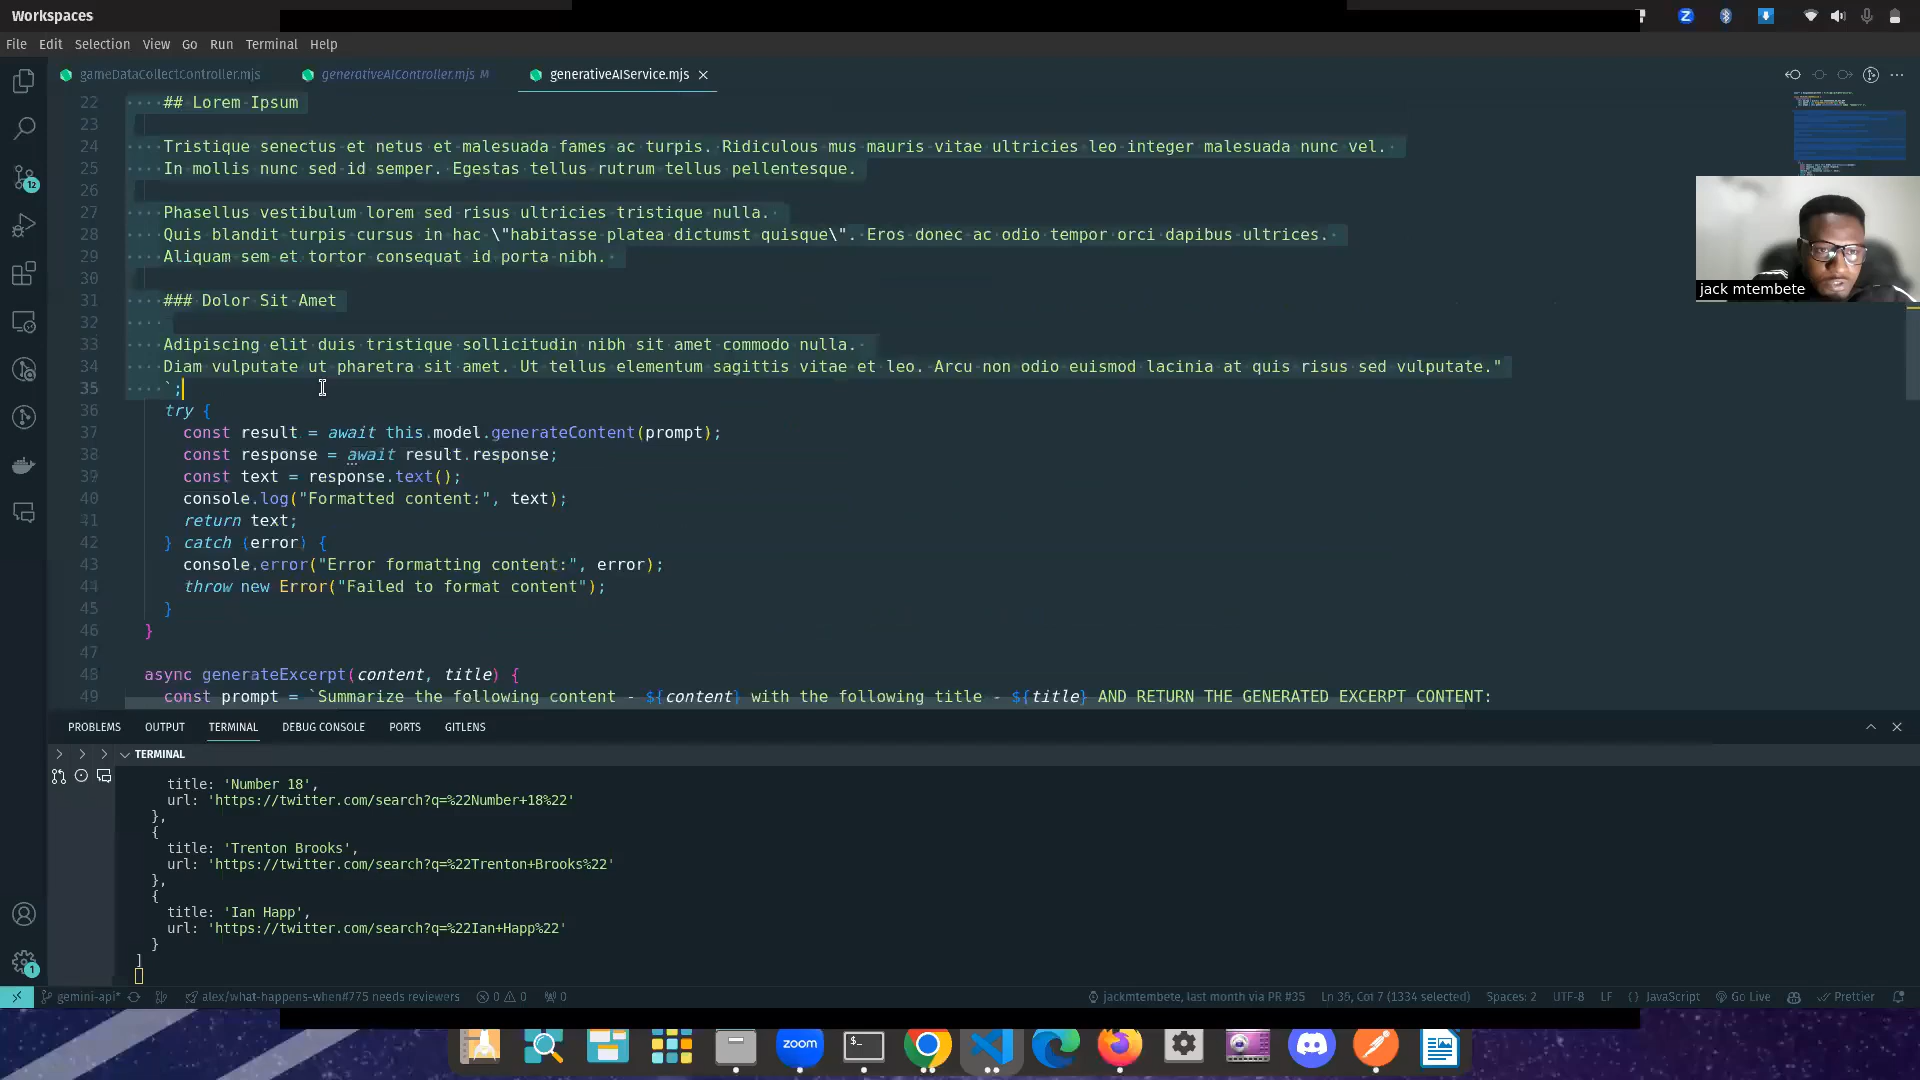 Workspaces
File Edit Selection View Go Run Terminal Help
gameDataCollectController.mjs generativeAIController.mjs M generativeAIService.mjs
22 ## Lorem Ipsum
23
24 Tristique senectus et netus et malesuada fames ac turpis. Ridiculous mus mauris vitae ultricies leo integer malesuada nunc vel.
25 In mollis nunc sed id semper. Egestas tellus rutrum tellus pellentesque.
26
27 Phasellus vestibulum lorem sed risus ultricies tristique nulla.
28 Quis blandit turpis cursus in hac \"habitasse platea dictumst quisque\". Eros donec ac odio tempor orci dapibus ultrices.
29 Aliquam sem et tortor consequat id porta nibh.
30
31 ### Dolor Sit Amet
32
33 Adipiscing elit duis tristique sollicitudin nibh sit amet commodo nulla.
34 Diam vulputate ut pharetra sit amet. Ut tellus elementum sagittis vitae et leo. Arcu non odio euismod lacinia at quis risus sed vulputate."
35 `;
36 try {
37 const result = await this.model.generateContent(prompt);
38 const response = await result.response;
39 const text = response.text();
40 console.log("Formatted content:", text);
41 return text;
42 } catch (error) {
43 console.error("Error formatting content:", error);
44 throw new Error("Failed to format content");
45 }
46 }
47
48 async generateExcerpt(content, title) {
49 const prompt = `Summarize the following content - ${content} with the following title - ${title} AND RETURN THE GENERATED EXCERPT CONTENT:
jack mtembete
12
PROBLEMS OUTPUT TERMINAL DEBUG CONSOLE PORTS GITLENS
TERMINAL
title: 'Number 18',
url: 'https://twitter.com/search?q=%22Number+18%22'
},
{
title: 'Trenton Brooks',
url: 'https://twitter.com/search?q=%22Trenton+Brooks%22'
},
{
title: 'Ian Happ',
url: 'https://twitter.com/search?q=%22Ian+Happ%22'
}
]
1
gemini-api* alex/what-happens-when#775 needs reviewers 0 0 0 jackmtembete, last month via PR #35 Ln 35, Col 7 (1334 selected) Spaces: 2 UTF-8 LF {} JavaScript Go Live Prettier
zoom
$_